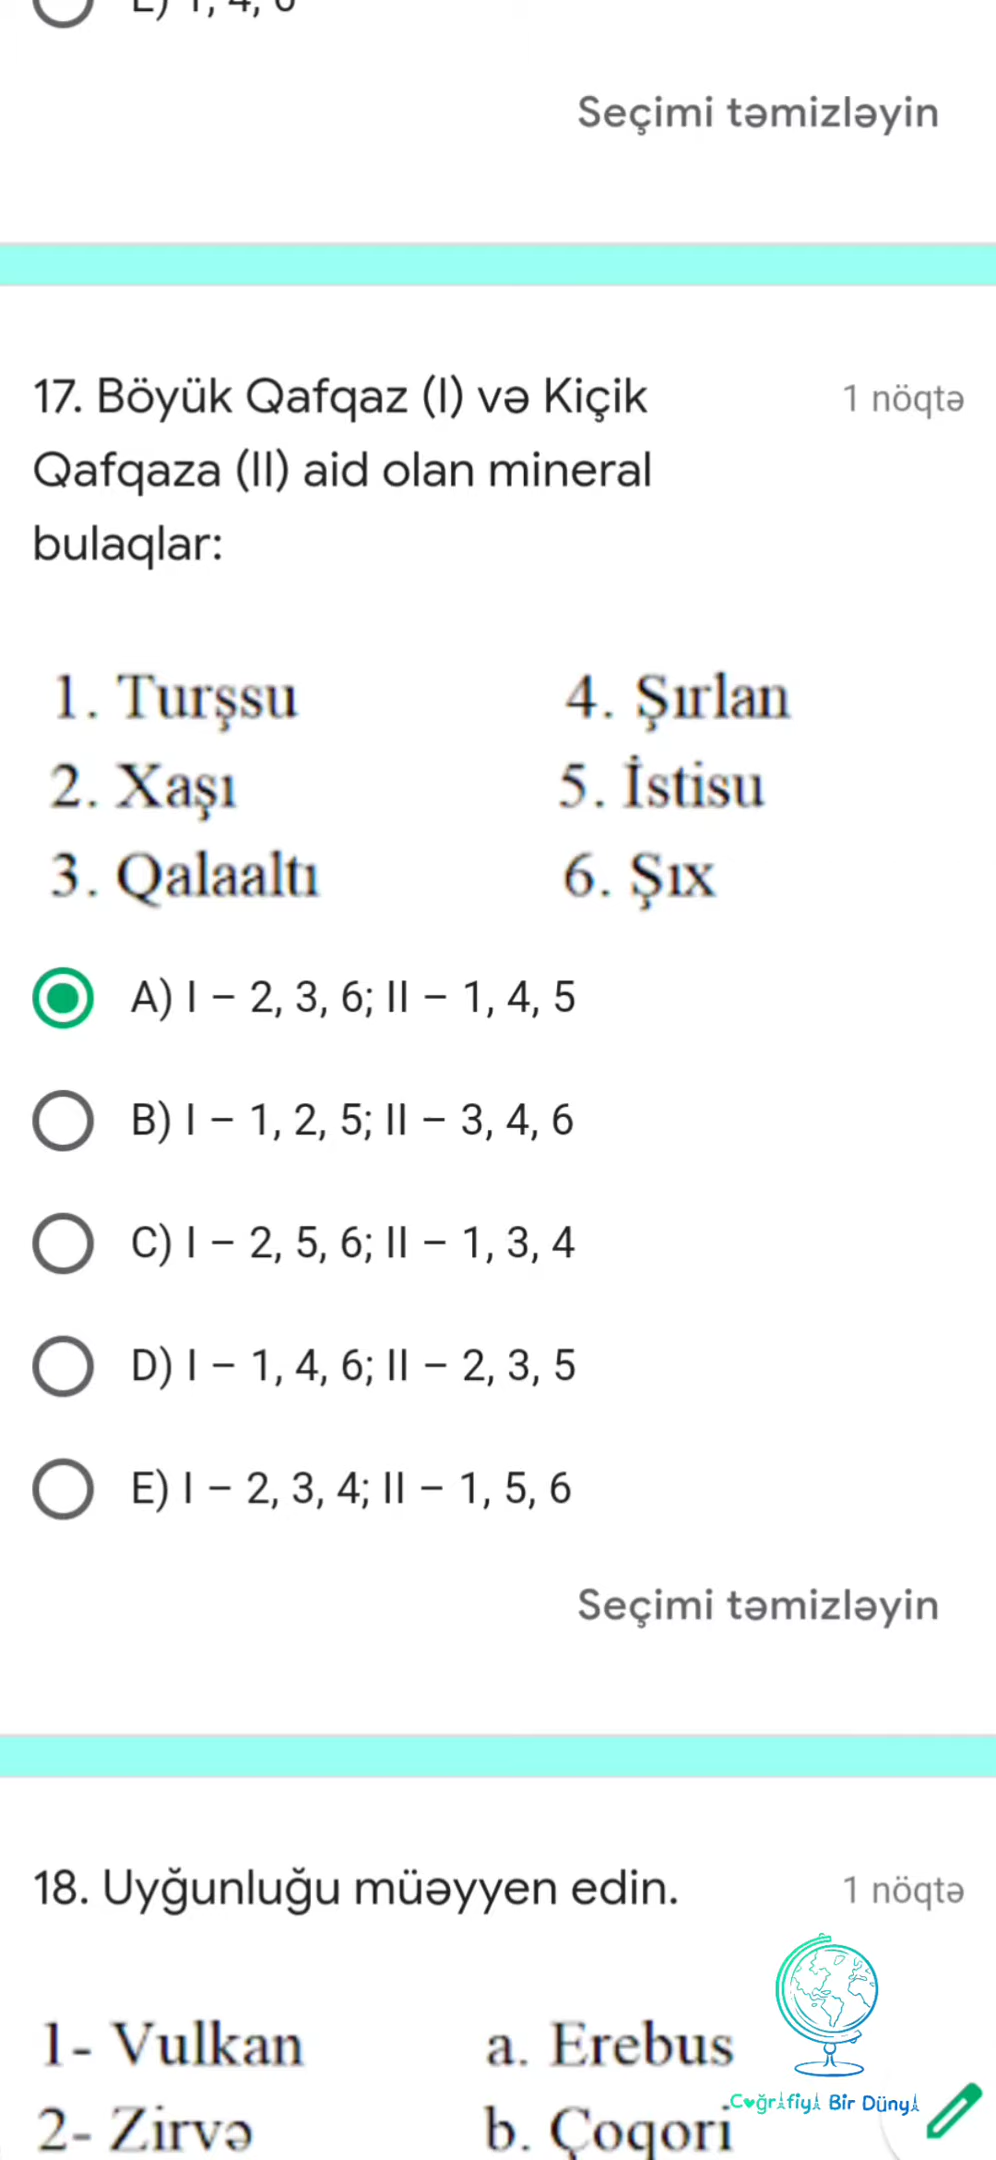 Seçimi təmizləyin
17. Böyük Qafqaz (I) və Kiçik
1 nöqtə
Qafqaza (II) aid olan mineral
bulaqlar:
1. Turşsu
4. Şırlan
2. Xaşı
5. İstisu
3. Qalaaltı
6. Şıx
A) I – 2, 3, 6; II – 1, 4, 5
B) I – 1, 2, 5; II – 3, 4, 6
C) I – 2, 5, 6; II – 1, 3, 4
D) I – 1, 4, 6; II – 2, 3, 5
E) I – 2, 3, 4; II – 1, 5, 6
Seçimi təmizləyin
18. Uyğunluğu müəyyen edin.
1 nöqtə
1- Vulkan
a. Erebus
2- Zirvə
b. Çoqori
Coğrafiya Bir Dünya